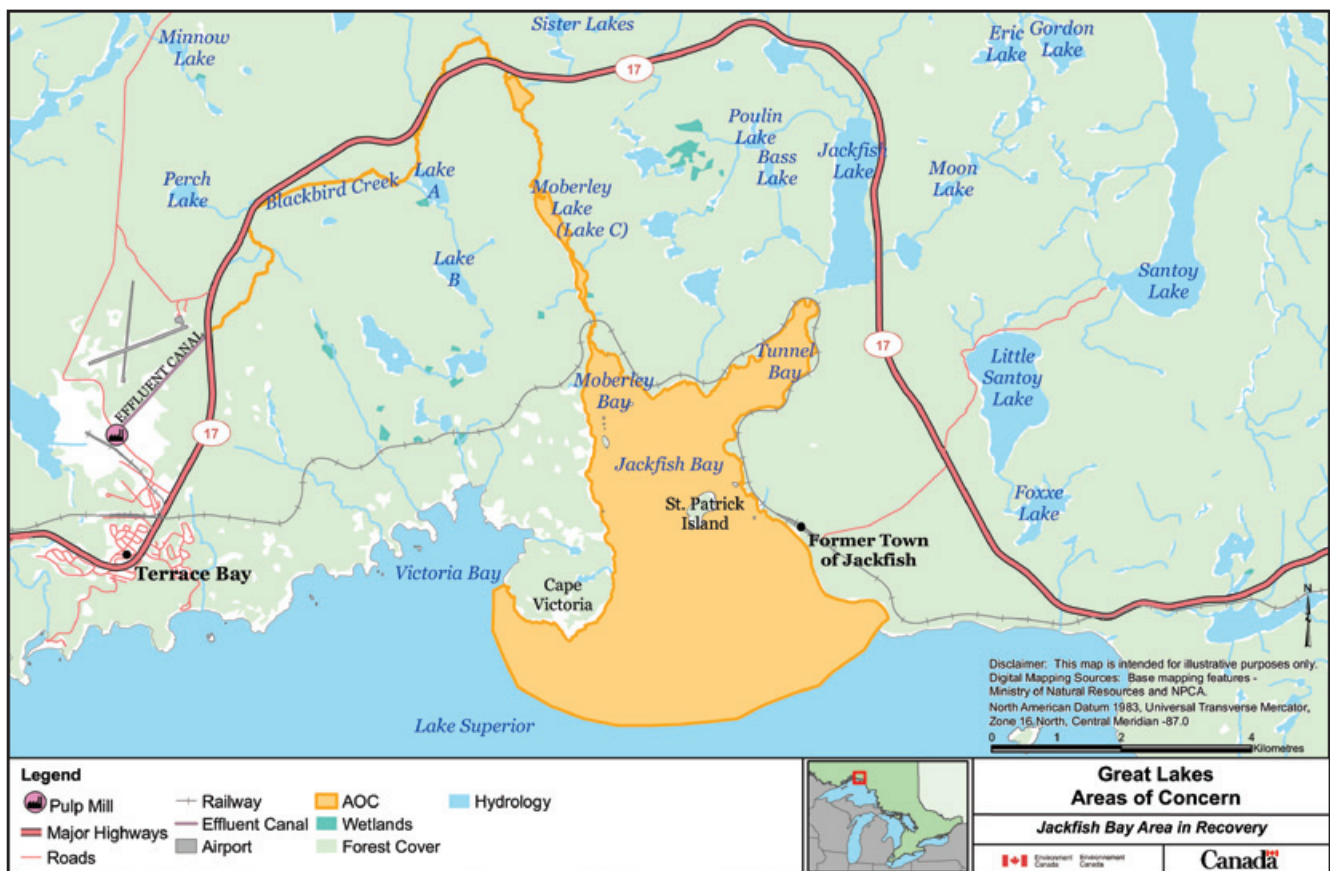 Minnow
Lake
Sister Lakes
Eric
Lake
Gordon
Lake
17
Poulin
Lake
Bass
Lake
Jackfish
Lake
Moon
Lake
Perch
Lake
Blackbird Creek
Lake
A
Moberley
Lake
(Lake C)
Lake
B
Santoy
Lake
EFFLUENT CANAL
17
Moberley
Bay
Tunnel
Bay
17
Little
Santoy
Lake
Jackfish Bay
St. Patrick
Island
Foxxe
Lake
Former Town
of Jackfish
Terrace Bay
Victoria Bay
Cape
Victoria
Lake Superior
N
Disclaimer: This map is intended for illustrative purposes only.
Digital Mapping Sources: Base mapping features -
Ministry of Natural Resources and NPCA.
North American Datum 1983, Universal Transverse Mercator,
Zone 16 North, Central Meridian -87.0
0 1 2 4
Kilometres
Legend
Pulp Mill
Major Highways
Roads
Railway
Effluent Canal
Airport
AOC
Wetlands
Forest Cover
Hydrology
Great Lakes
Areas of Concern
Jackfish Bay Area in Recovery
Environment
Canada
Environnement
Canada
Canada